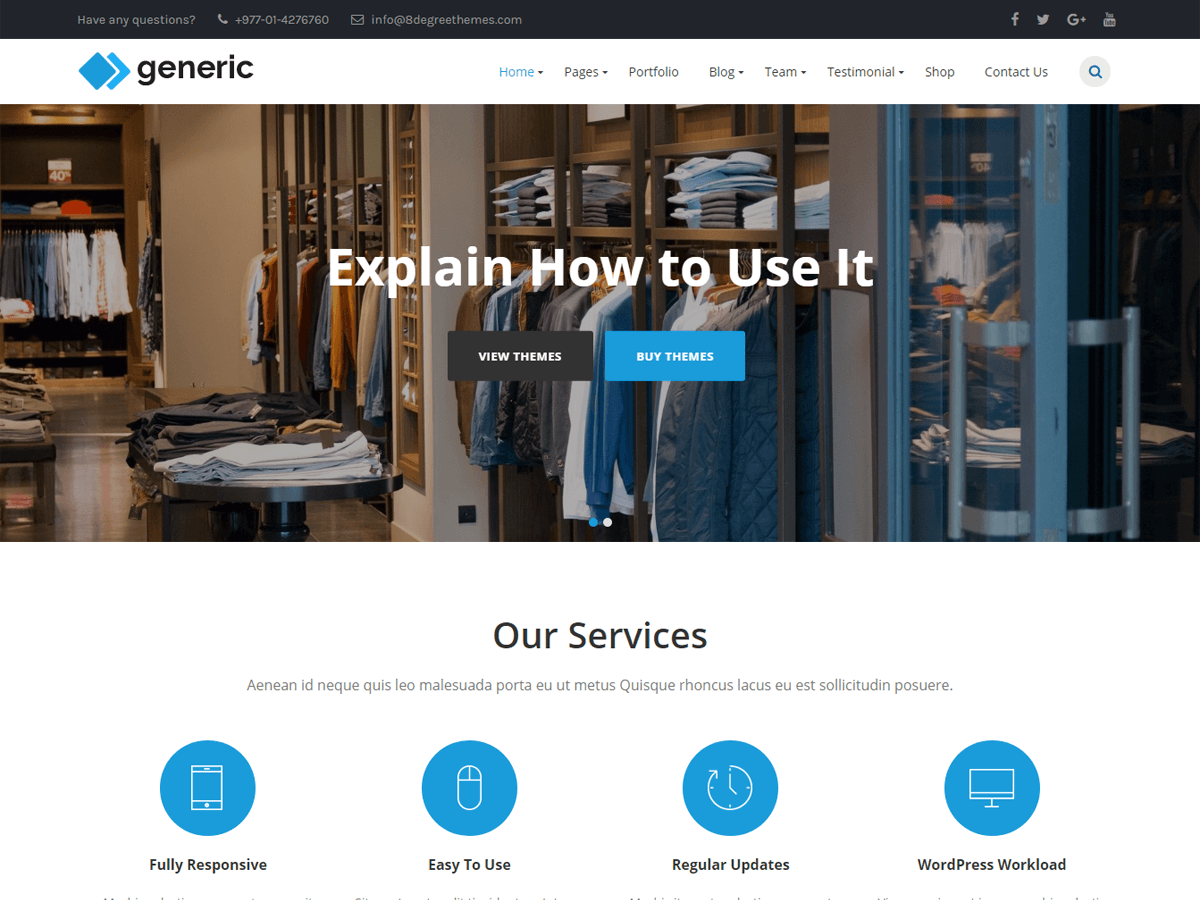 Have any questions? +977-01-4276760 info@8degreethemes.com
generic
Home Pages Portfolio Blog Team Testimonial Shop Contact Us
40%
Explain How to Use It
VIEW THEMES BUY THEMES
Our Services
Aenean id neque quis leo malesuada porta eu ut metus Quisque rhoncus lacus eu est sollicitudin posuere.
Fully Responsive Easy To Use Regular Updates WordPress Workload